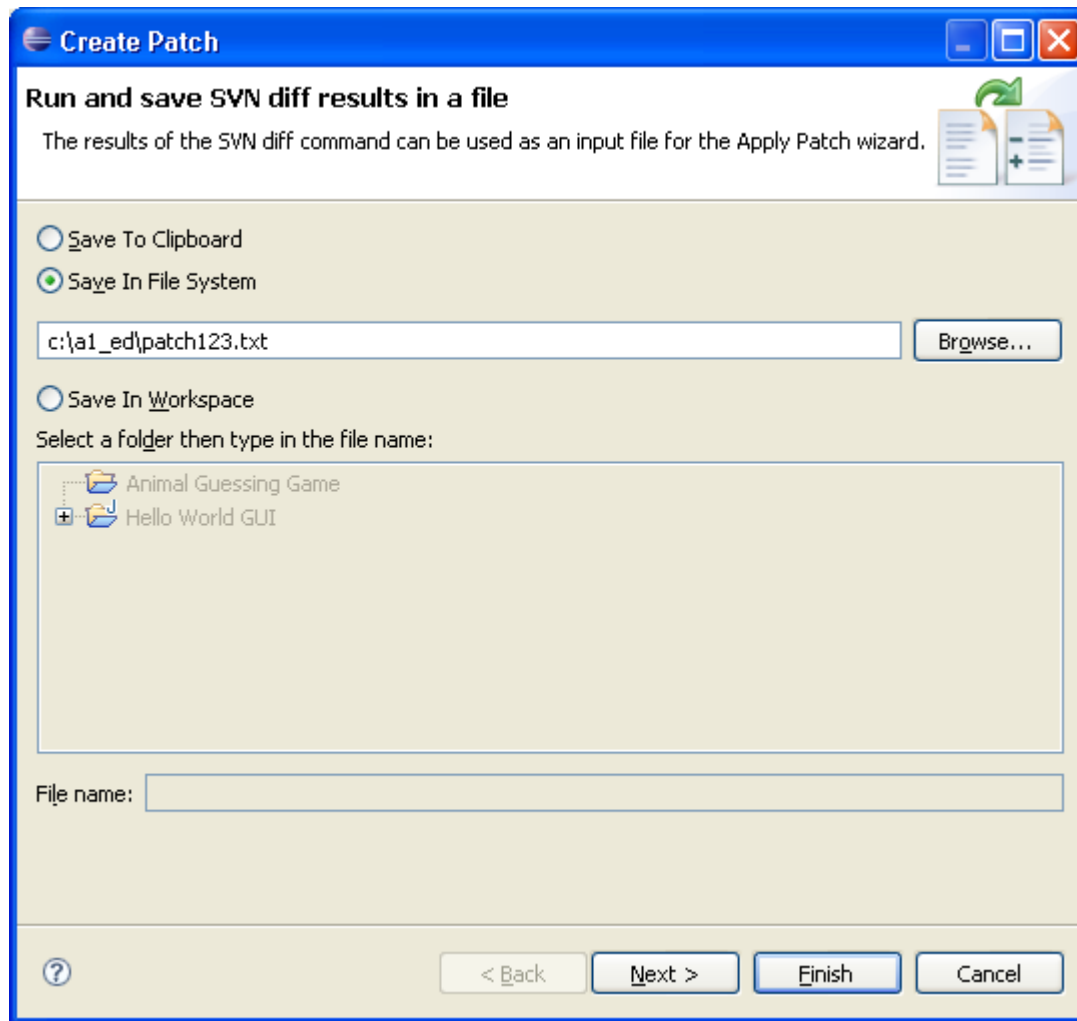 Create Patch
Run and save SVN diff results in a file
The results of the SVN diff command can be used as an input file for the Apply Patch wizard.
Save To Clipboard
Save In File System
c:\a1_ed\patch123.txt
Browse...
Save In Workspace
Select a folder then type in the file name:
Animal Guessing Game
Hello World GUI
File name:
< Back
Next >
Finish
Cancel